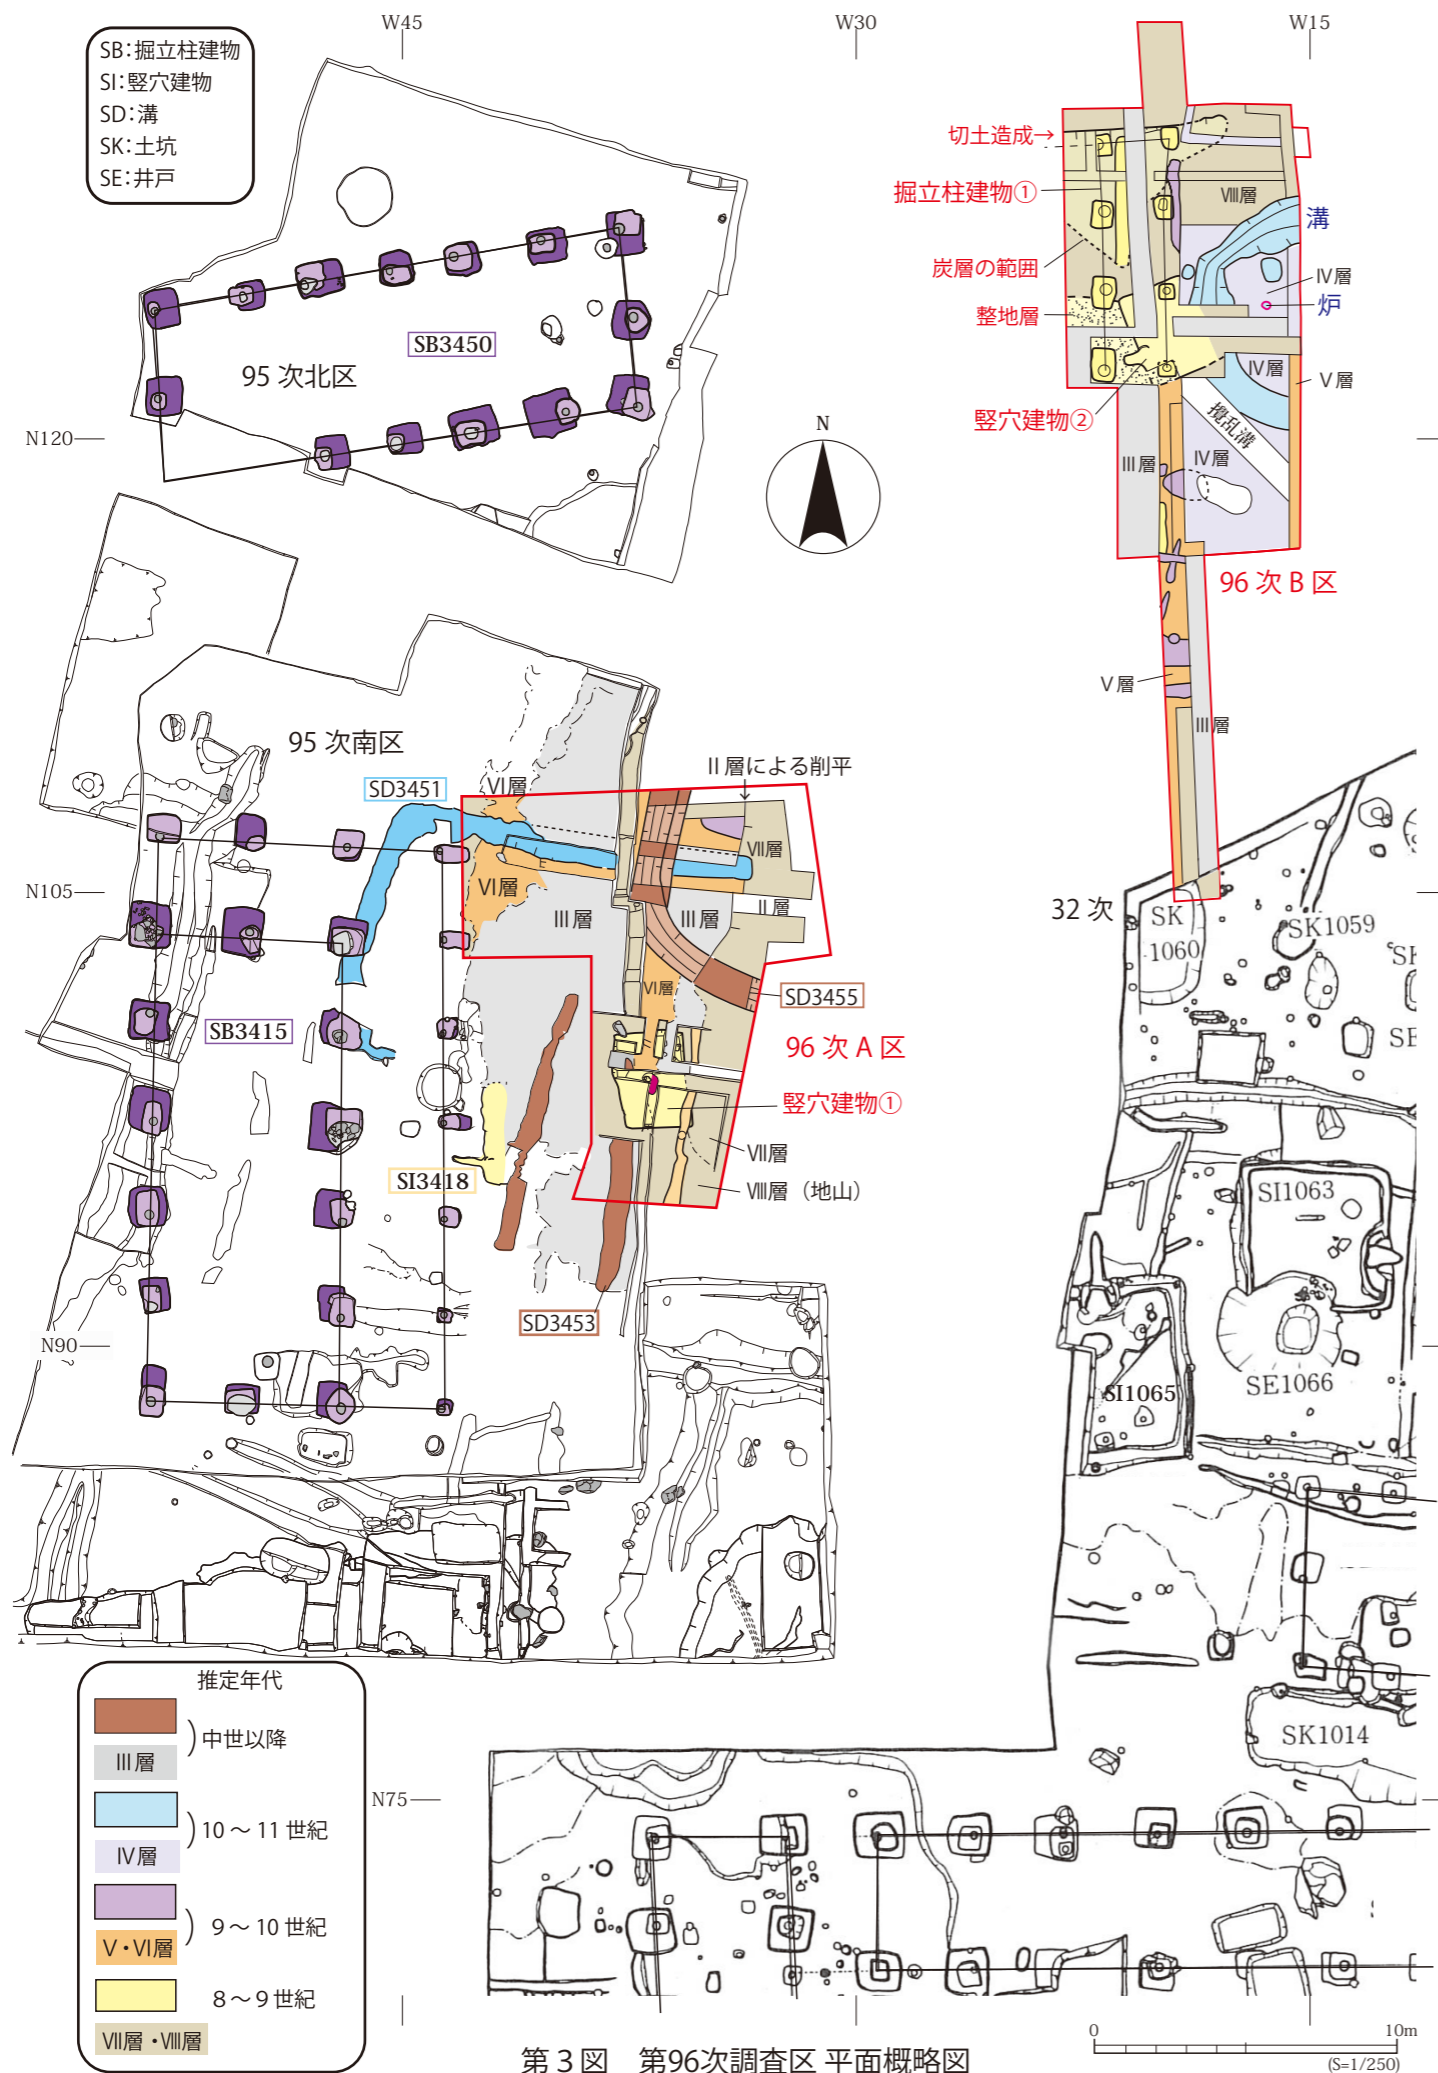 W45
W30
W15
SB:掘立柱建物
SI:竪穴建物
SD:溝
SK:土坑
SE:井戸
切土造成→
掘立柱建物①
炭層の範囲
整地層
竪穴建物②
Ⅷ層
溝
Ⅳ層
炉
Ⅳ層
Ⅴ層
攪乱溝
Ⅲ層
Ⅳ層
96 次 B 区
Ⅴ層
Ⅲ層
SB3450
95 次北区
N120
N
95 次南区
SD3451
Ⅵ層
Ⅱ層による削平
Ⅶ層
Ⅵ層
Ⅲ層
Ⅲ層
Ⅱ層
N105
32 次
SK
1060
SK1059
SK
SE
Ⅵ層
SD3455
SB3415
96 次 A 区
竪穴建物①
SI3418
Ⅶ層
Ⅷ層（地山）
SI1063
SD3453
N90
SE1066
SI1065
SK1014
N75
推定年代
中世以降
Ⅲ層
10 ～ 11 世紀
Ⅳ層
9 ～ 10 世紀
Ⅴ・Ⅵ層
8 ～ 9 世紀
Ⅶ層・Ⅷ層
0
10m
(S=1/250)
第 3 図　第96次調査区 平面概略図